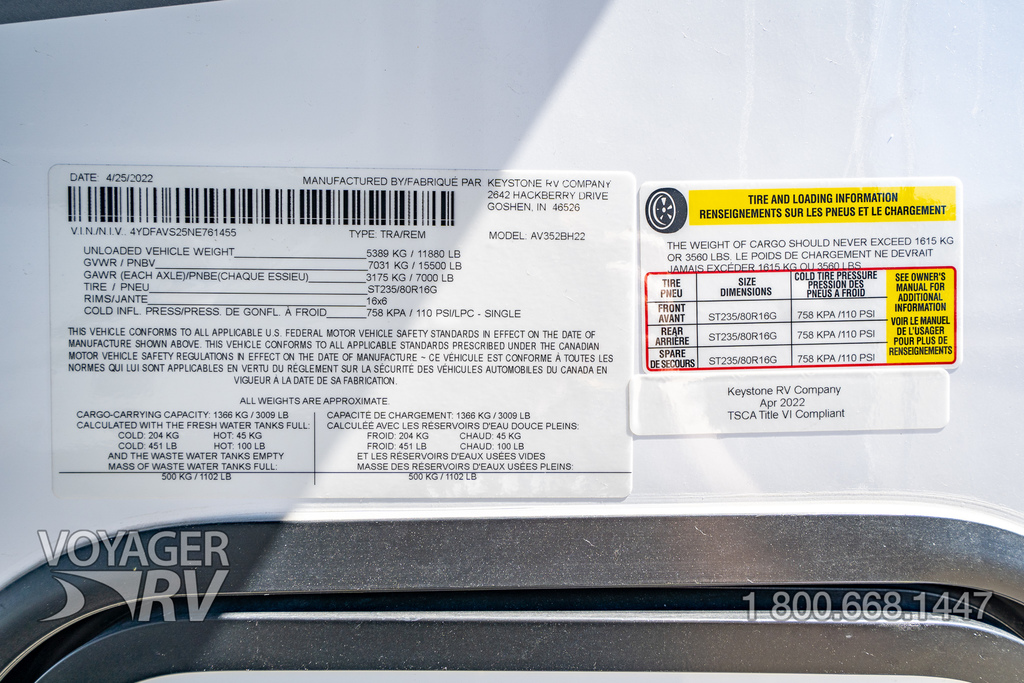 DATE: 4/25/2022
MANUFACTURED BY/FABRIQUÉ PAR KEYSTONE RV COMPANY
2642 HACKBERRY DRIVE
GOSHEN, IN 46526
V.I.N./N.I.V. 4YDFAVS25NE761455 TYPE: TRA/REM MODEL: AV352BH22
UNLOADED VEHICLE WEIGHT 5389 KG / 11880 LB
GVWR / PNBV 7031 KG / 15500 LB
GAWR (EACH AXLE)/PNBE(CHAQUE ESSIEU) 3175 KG / 7000 LB
TIRE / PNEU ST235/80R16G
RIMS/JANTE 16x6
COLD INFL. PRESS/PRESS. DE GONFL. À FROID 758 KPA / 110 PSI/LPC - SINGLE
THIS VEHICLE CONFORMS TO ALL APPLICABLE U.S. FEDERAL MOTOR VEHICLE SAFETY STANDARDS IN EFFECT ON THE DATE OF
MANUFACTURE SHOWN ABOVE. THIS VEHICLE CONFORMS TO ALL APPLICABLE STANDARDS PRESCRIBED UNDER THE CANADIAN
MOTOR VEHICLE SAFETY REGULATIONS IN EFFECT ON THE DATE OF MANUFACTURE ~ CE VÉHICULE EST CONFORME À TOUTES LES
NORMES QUI LUI SONT APPLICABLES EN VERTU DU RÈGLEMENT SUR LA SÉCURITÉ DES VÉHICULES AUTOMOBILES DU CANADA EN
VIGUEUR À LA DATE DE SA FABRICATION.
ALL WEIGHTS ARE APPROXIMATE.
CARGO-CARRYING CAPACITY: 1366 KG / 3009 LB
CALCULATED WITH THE FRESH WATER TANKS FULL:
COLD: 204 KG HOT: 45 KG
COLD: 451 LB HOT: 100 LB
AND THE WASTE WATER TANKS EMPTY
MASS OF WASTE WATER TANKS FULL:
500 KG / 1102 LB
CAPACITÉ DE CHARGEMENT: 1366 KG / 3009 LB
CALCULÉE AVEC LES RÉSERVOIRS D'EAU DOUCE PLEINS:
FROID: 204 KG CHAUD: 45 KG
FROID: 451 LB CHAUD: 100 LB
ET LES RÉSERVOIRS D'EAUX USÉES VIDES
MASSE DES RÉSERVOIRS D'EAUX USÉES PLEINS:
500 KG / 1102 LB
TIRE AND LOADING INFORMATION
RENSEIGNEMENTS SUR LES PNEUS ET LE CHARGEMENT
THE WEIGHT OF CARGO SHOULD NEVER EXCEED 1615 KG
OR 3560 LBS. LE POIDS DE CHARGEMENT NE DEVRAIT
JAMAIS EXCÉDER 1615 KG OU 3560 LBS
TIRE
PNEU
SIZE
DIMENSIONS
COLD TIRE PRESSURE
PRESSION DES
PNEUS A FROID
FRONT
AVANT
ST235/80R16G
758 KPA /110 PSI
REAR
ARRIÈRE
ST235/80R16G
758 KPA /110 PSI
SPARE
DE SECOURS
ST235/80R16G
758 KPA /110 PSI
SEE OWNER'S
MANUAL FOR
ADDITIONAL
INFORMATION
VOIR LE MANUEL
DE L'USAGER
POUR PLUS DE
RENSEIGNEMENTS
Keystone RV Company
Apr 2022
TSCA Title VI Compliant
VOYAGER
RV
1.800.668.1447